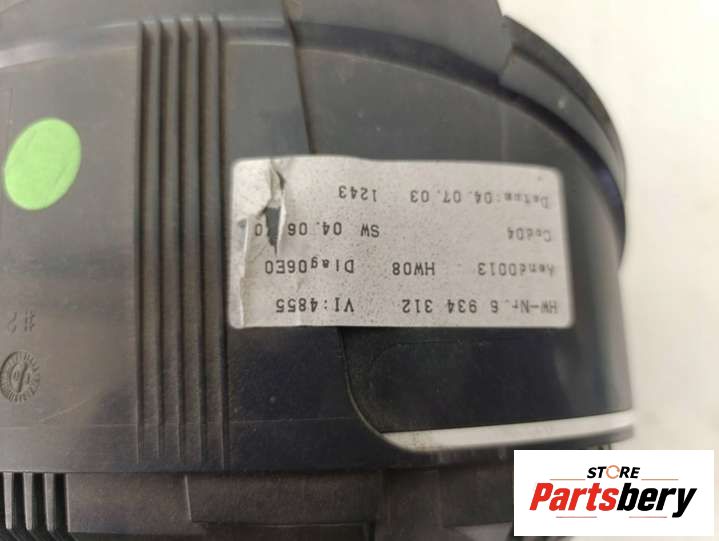 HW-Nr. 6 934 312 VI:4855
Aend0013 HW08 Diag06E0
Cod04 SW 04.06
Datum:04.07.03 1243
STORE
Partsbery